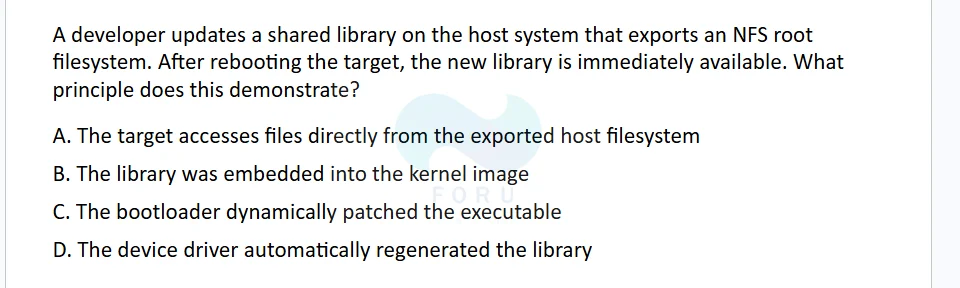 A developer updates a shared library on the host system that exports an NFS root
filesystem. After rebooting the target, the new library is immediately available. What
principle does this demonstrate?
A. The target accesses files directly from the exported host filesystem
B. The library was embedded into the kernel image
FORU
C. The bootloader dynamically patched the executable
D. The device driver automatically regenerated the library